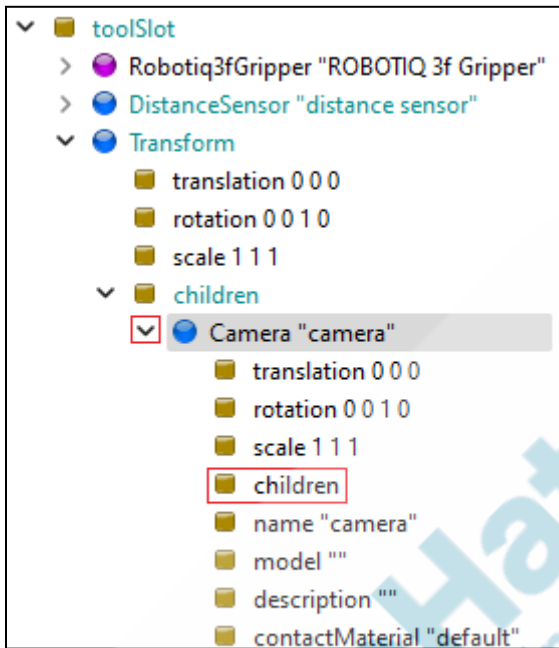 toolSlot
Robotiq3fGripper "ROBOTIQ 3f Gripper"
DistanceSensor "distance sensor"
Transform
translation 0 0 0
rotation 0 0 1 0
scale 1 1 1
children
Camera "camera"
translation 0 0 0
rotation 0 0 1 0
scale 1 1 1
children
name "camera"
model ""
description ""
contactMaterial "default"
Hat